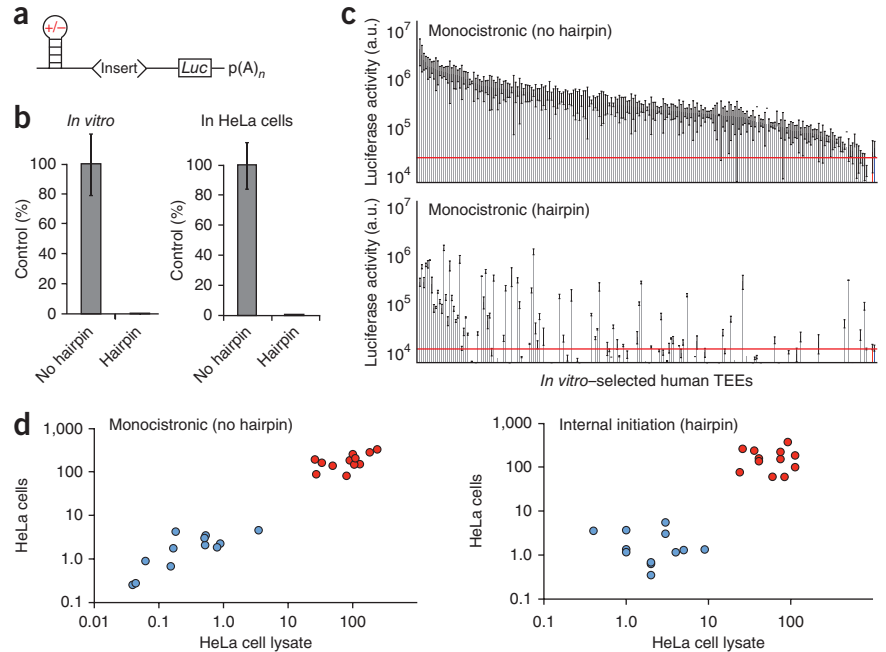 a
+/–
Insert
Luc
p(A)n
b
In vitro
In HeLa cells
Control (%)
100
80
60
40
20
0
No hairpin
Hairpin
Control (%)
100
80
60
40
20
0
No hairpin
Hairpin
c
Monocistronic (no hairpin)
Luciferase activity (a.u.)
10^7
10^6
10^5
10^4
Monocistronic (hairpin)
Luciferase activity (a.u.)
10^7
10^6
10^5
10^4
In vitro–selected human TEEs
d
Monocistronic (no hairpin)
HeLa cells
1,000
100
10
1.0
0.1
0.01 0.1 1.0 10 100
HeLa cell lysate
Internal initiation (hairpin)
HeLa cells
1,000
100
10
1.0
0.1
0.1 1.0 10 100
HeLa cell lysate